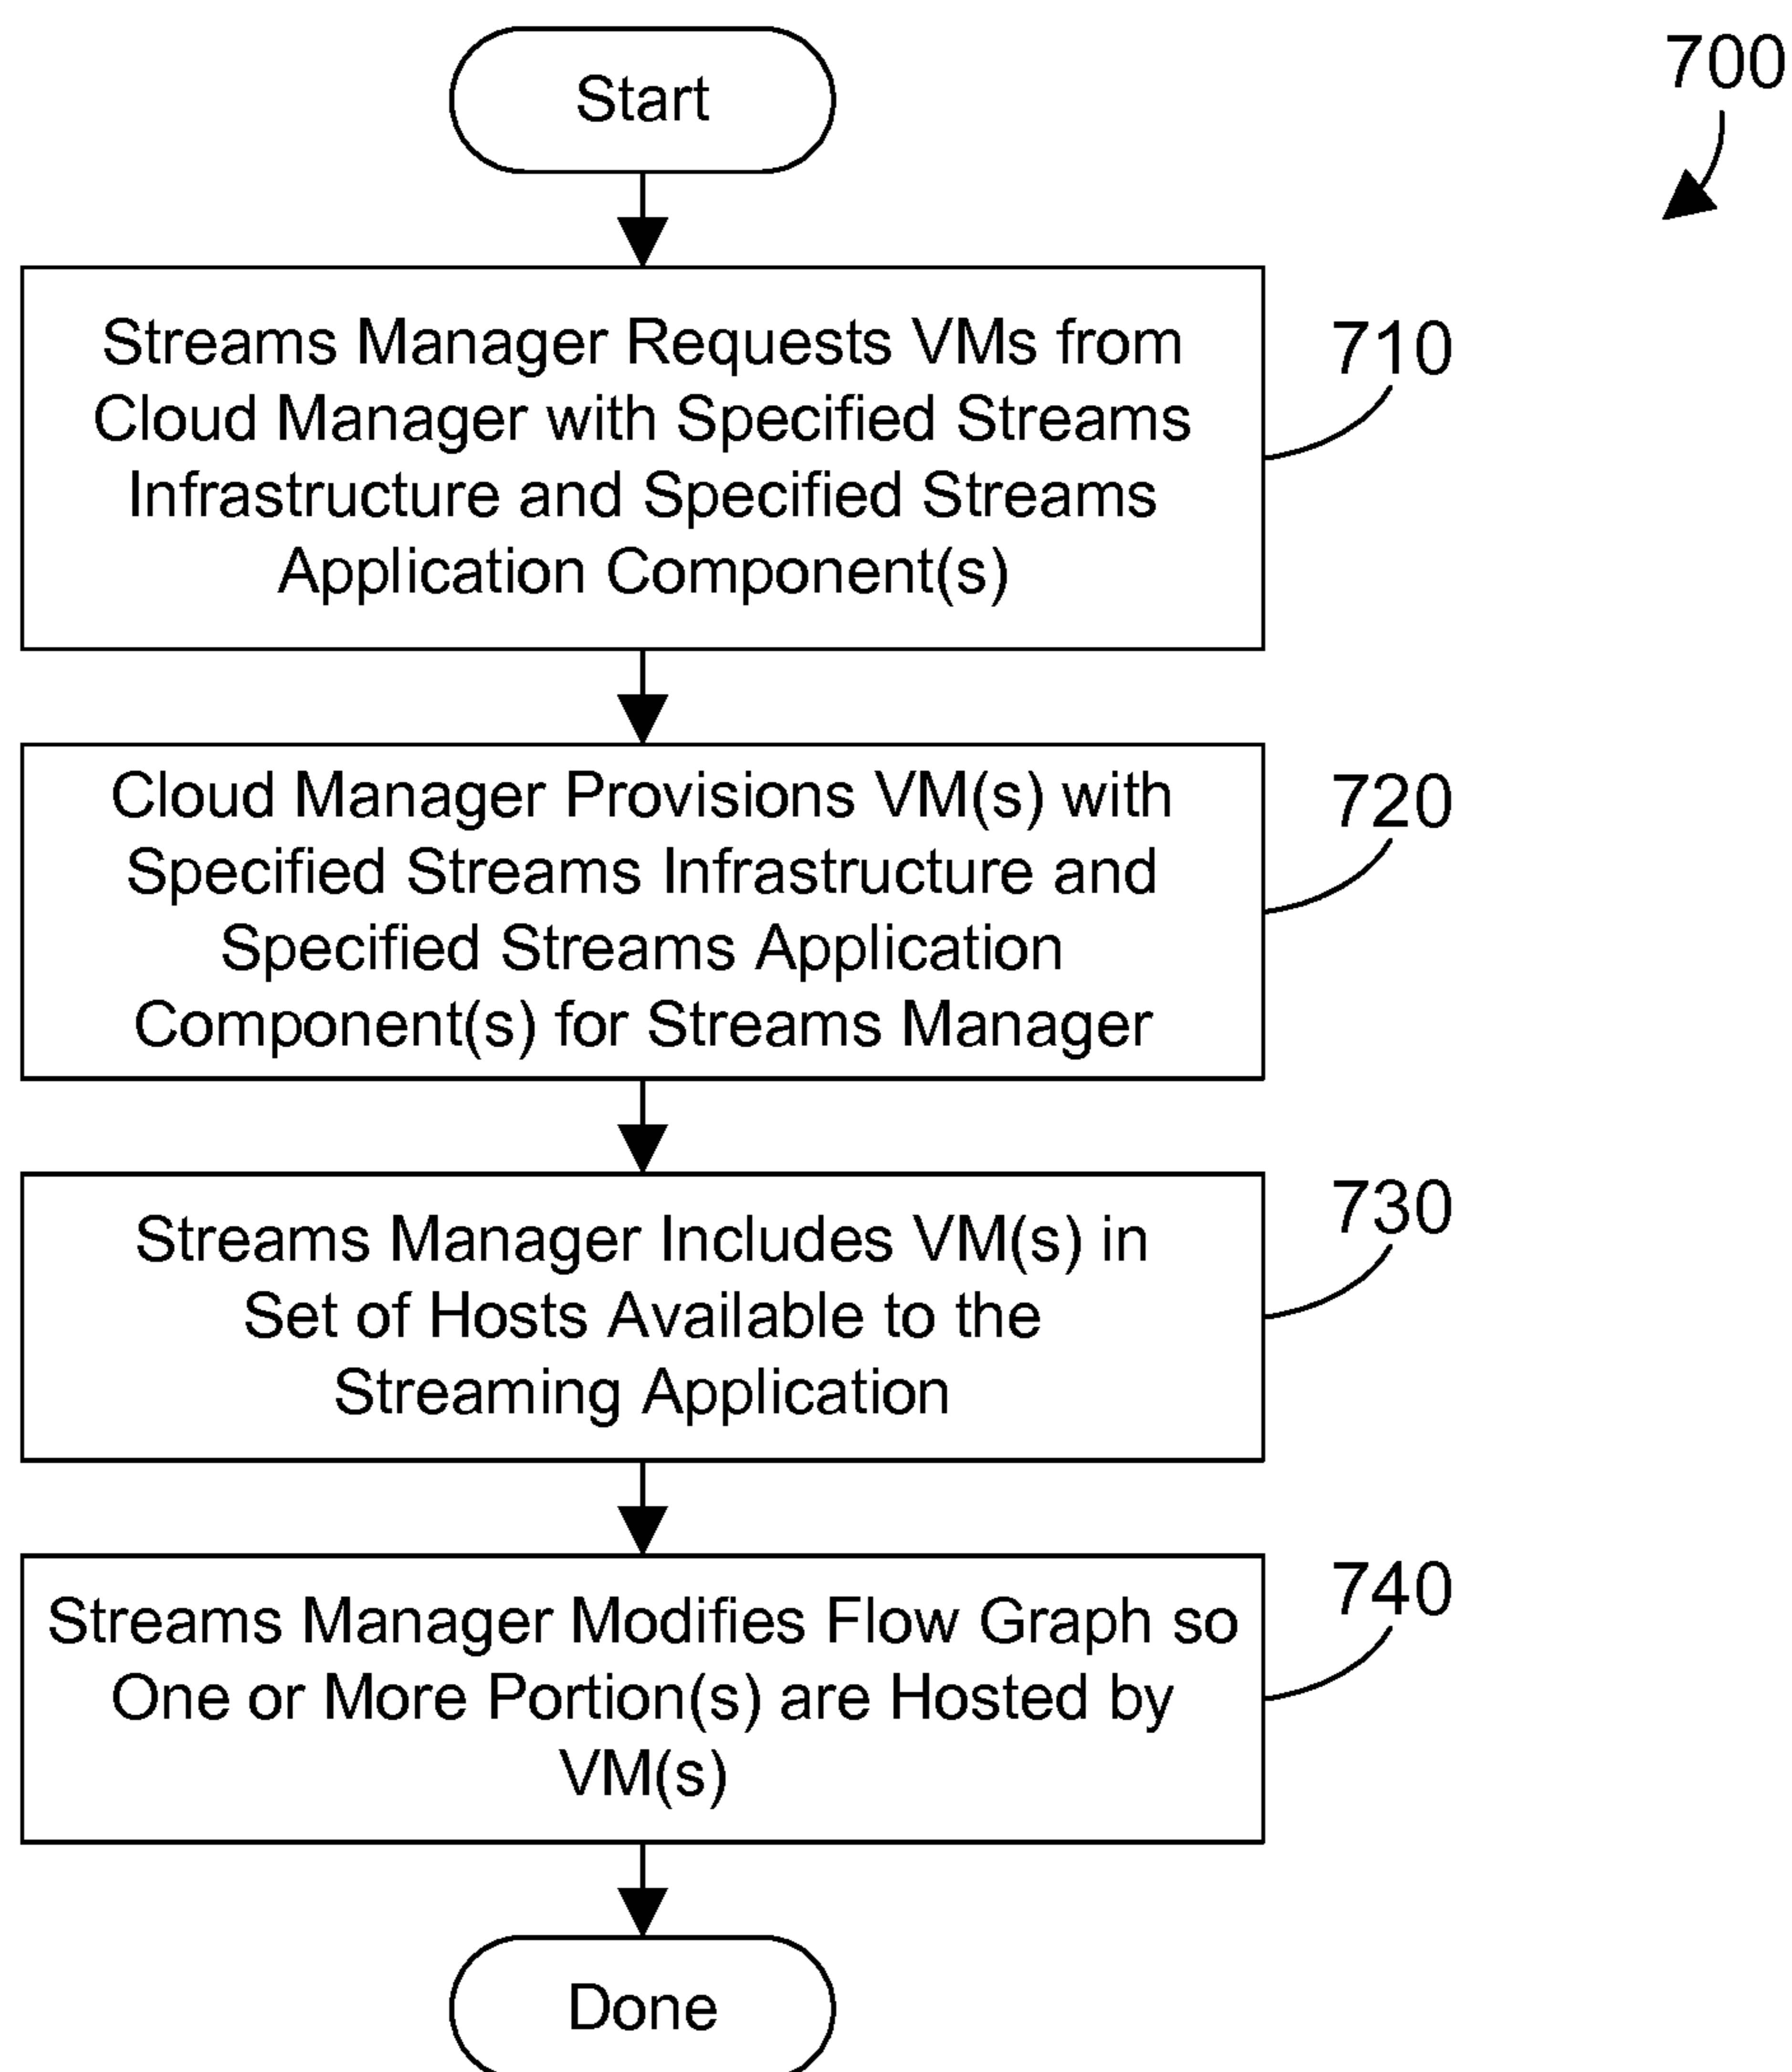 Start
700
Streams Manager Requests VMs from
Cloud Manager with Specified Streams
Infrastructure and Specified Streams
Application Component(s)
710
Cloud Manager Provisions VM(s) with
Specified Streams Infrastructure and
Specified Streams Application
Component(s) for Streams Manager
720
Streams Manager Includes VM(s) in
Set of Hosts Available to the
Streaming Application
730
Streams Manager Modifies Flow Graph so
One or More Portion(s) are Hosted by
VM(s)
740
Done